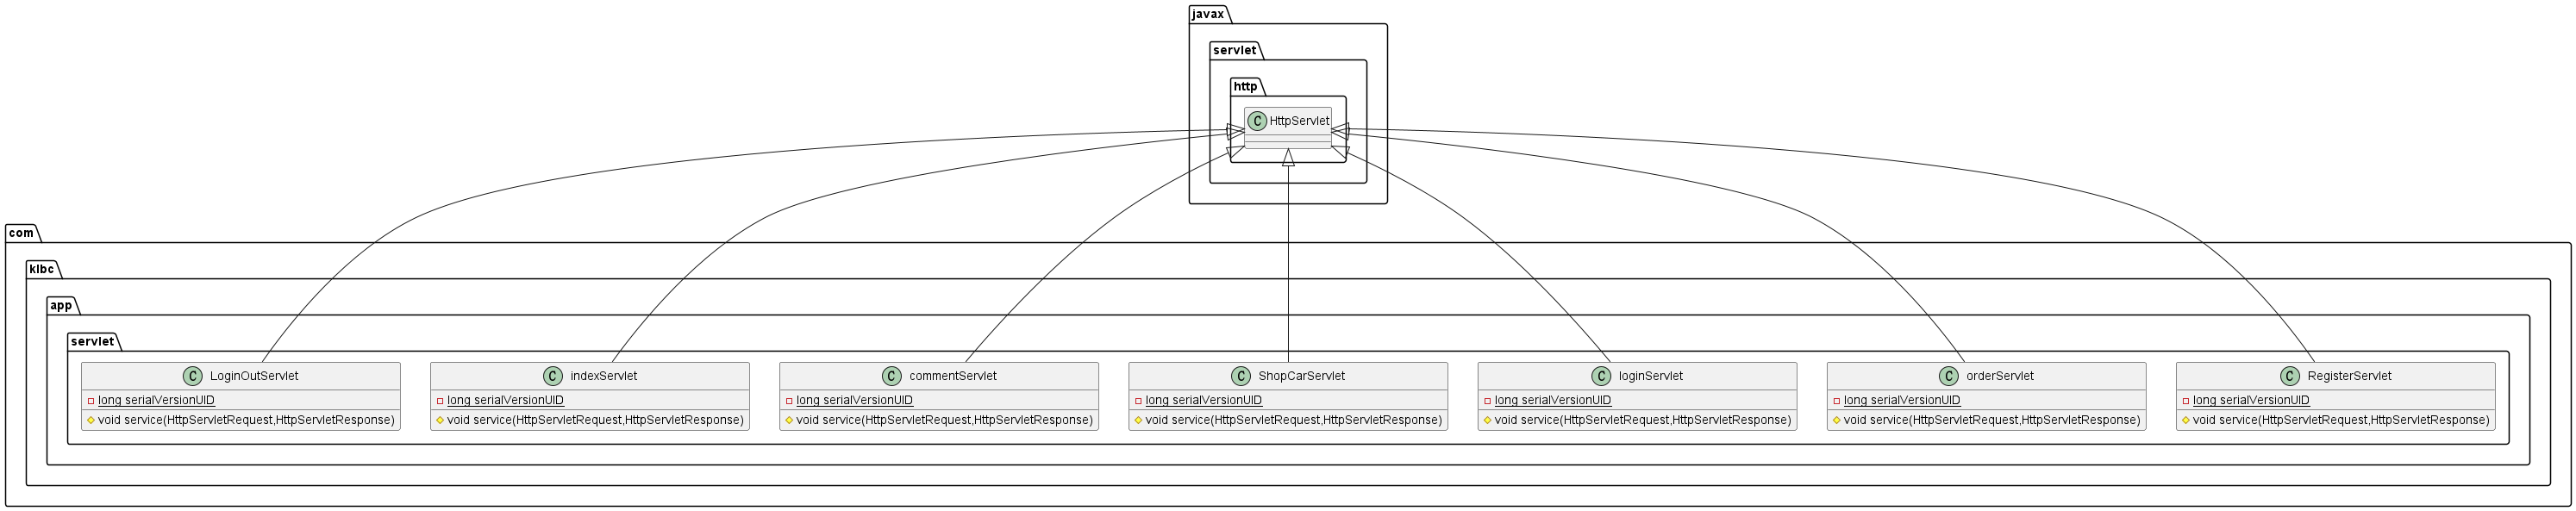 javax
servlet
http
C HttpServlet
com
klbc
app
servlet
C LoginOutServlet
long serialVersionUID
void service(HttpServletRequest,HttpServletResponse)
C indexServlet
long serialVersionUID
void service(HttpServletRequest,HttpServletResponse)
C commentServlet
long serialVersionUID
void service(HttpServletRequest,HttpServletResponse)
C ShopCarServlet
long serialVersionUID
void service(HttpServletRequest,HttpServletResponse)
C loginServlet
long serialVersionUID
void service(HttpServletRequest,HttpServletResponse)
C orderServlet
long serialVersionUID
void service(HttpServletRequest,HttpServletResponse)
C RegisterServlet
long serialVersionUID
void service(HttpServletRequest,HttpServletResponse)